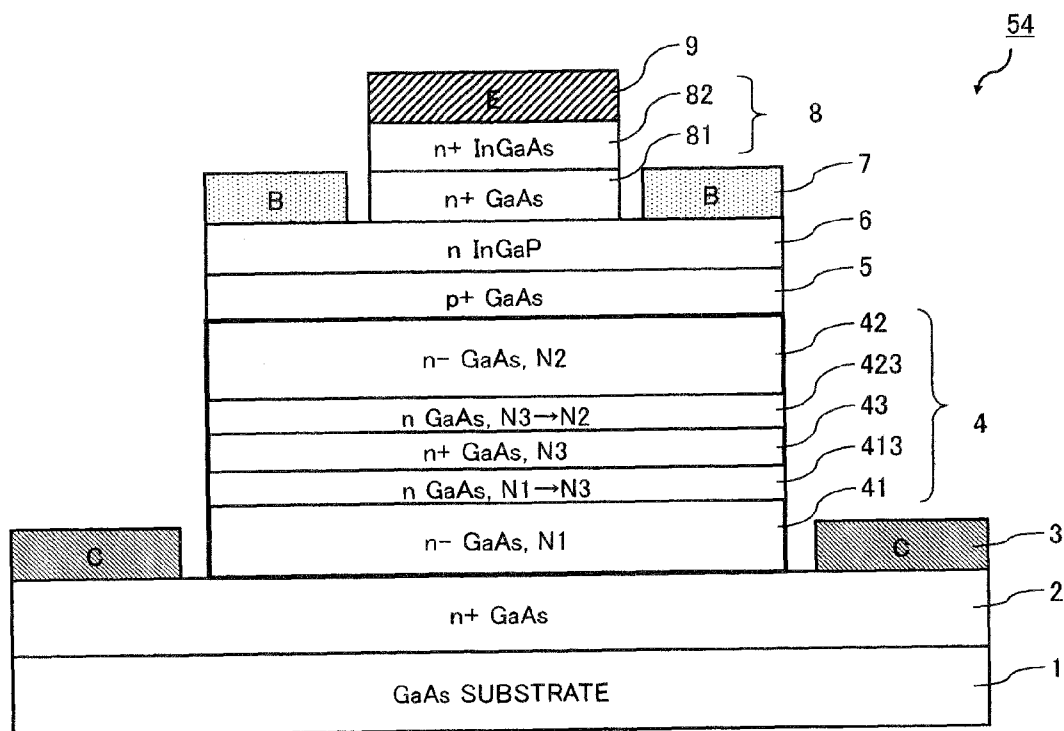 54
9
E
82
8
n+ InGaAs
81
n+ GaAs
B
B
7
n InGaP
6
p+ GaAs
5
n- GaAs, N2
42
n GaAs, N3→N2
423
n+ GaAs, N3
43
4
n GaAs, N1→N3
413
n- GaAs, N1
41
C
C
3
n+ GaAs
2
GaAs SUBSTRATE
1